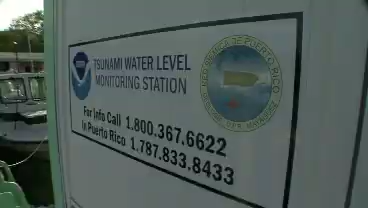 TSUNAMI WATER LEVEL
MONITORING STATION
For Info Call 1.800.367.6622
In Puerto Rico 1.787.833.8433